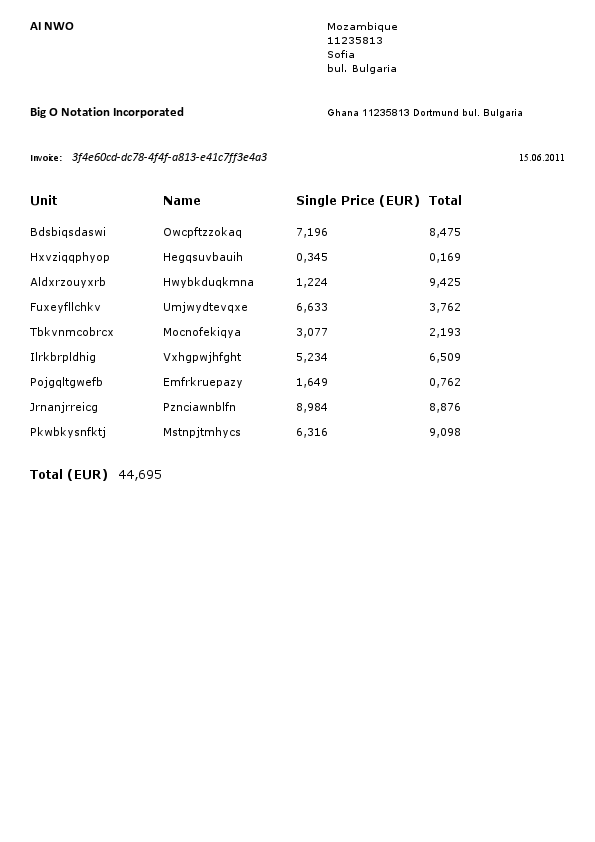 AI NWO
Mozambique
11235813
Sofia
bul. Bulgaria
Big O Notation Incorporated Ghana 11235813 Dortmund bul. Bulgaria
Invoice: 3f4e60cd-dc78-4f4f-a813-e41c7ff3e4a3 15.06.2011
Unit Name Single Price (EUR) Total
Bdsbiqsdaswi Owcpftzzokaq 7,196 8,475
Hxvziqqphyop Hegqsuvbauih 0,345 0,169
Aldxrzouyxrb Hwybkduqkmna 1,224 9,425
Fuxeyfllchkv Umjwydtevqxe 6,633 3,762
Tbkvnmcobrcx Mocnofekiqya 3,077 2,193
Ilrkbrpldhig Vxhgpwjhfght 5,234 6,509
Pojgqltgwefb Emfrkruepazy 1,649 0,762
Jrnanjrreicg Pznciawnblfn 8,984 8,876
Pkwbkysnfktj Mstnpjtmhycs 6,316 9,098
Total (EUR) 44,695